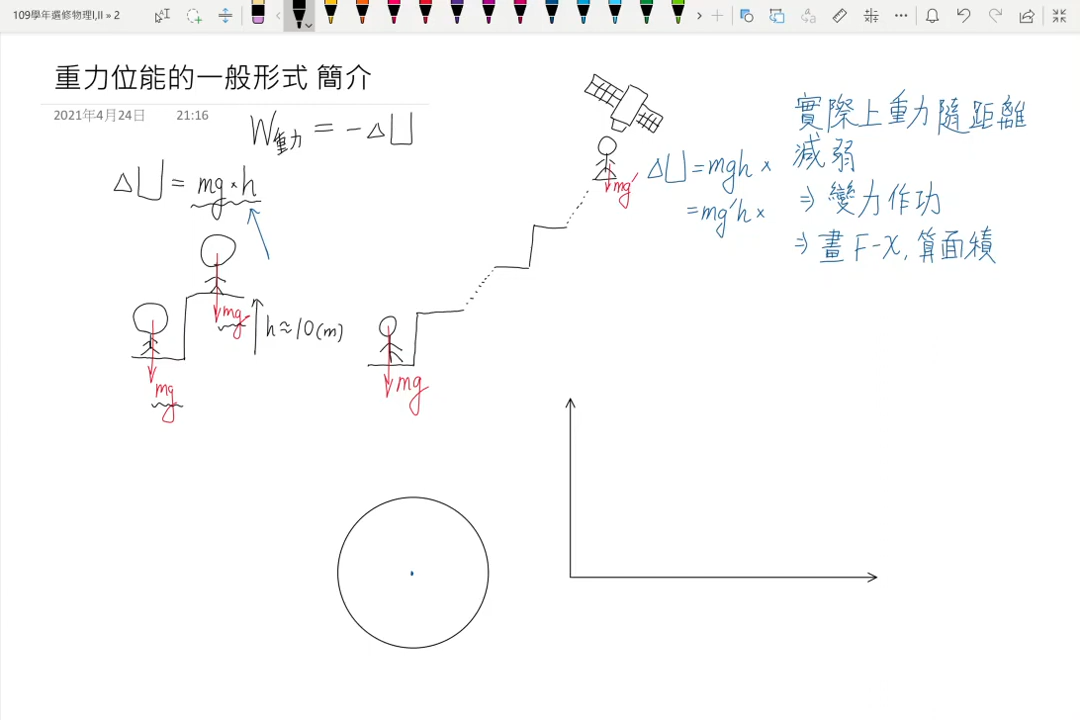 109學年選修物理I,II » 2
重力位能的一般形式 簡介
2021年4月24日 21:16
W重力 = -△U
△U = mg × h
mg
mg
h ≈ 10(m)
mg
mg′
△U = mgh ×
= mg′h ×
實際上重力隨距離
減弱
⇒ 變力作功
⇒ 畫 F-x, 算面積